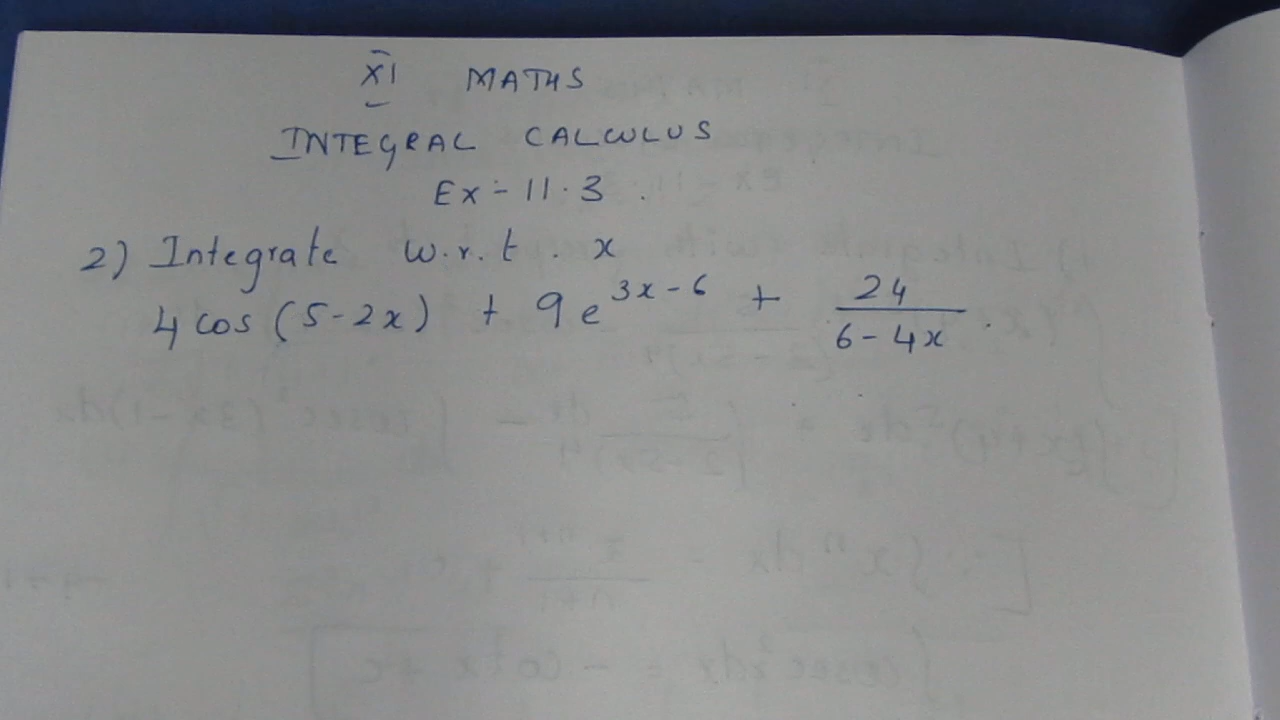 XI MATHS
INTEGRAL CALCULUS
Ex - 11.3.
2) Integrate w.r.t. x
4 cos (5-2x) + 9e^{3x-6} + \frac{24}{6-4x}.